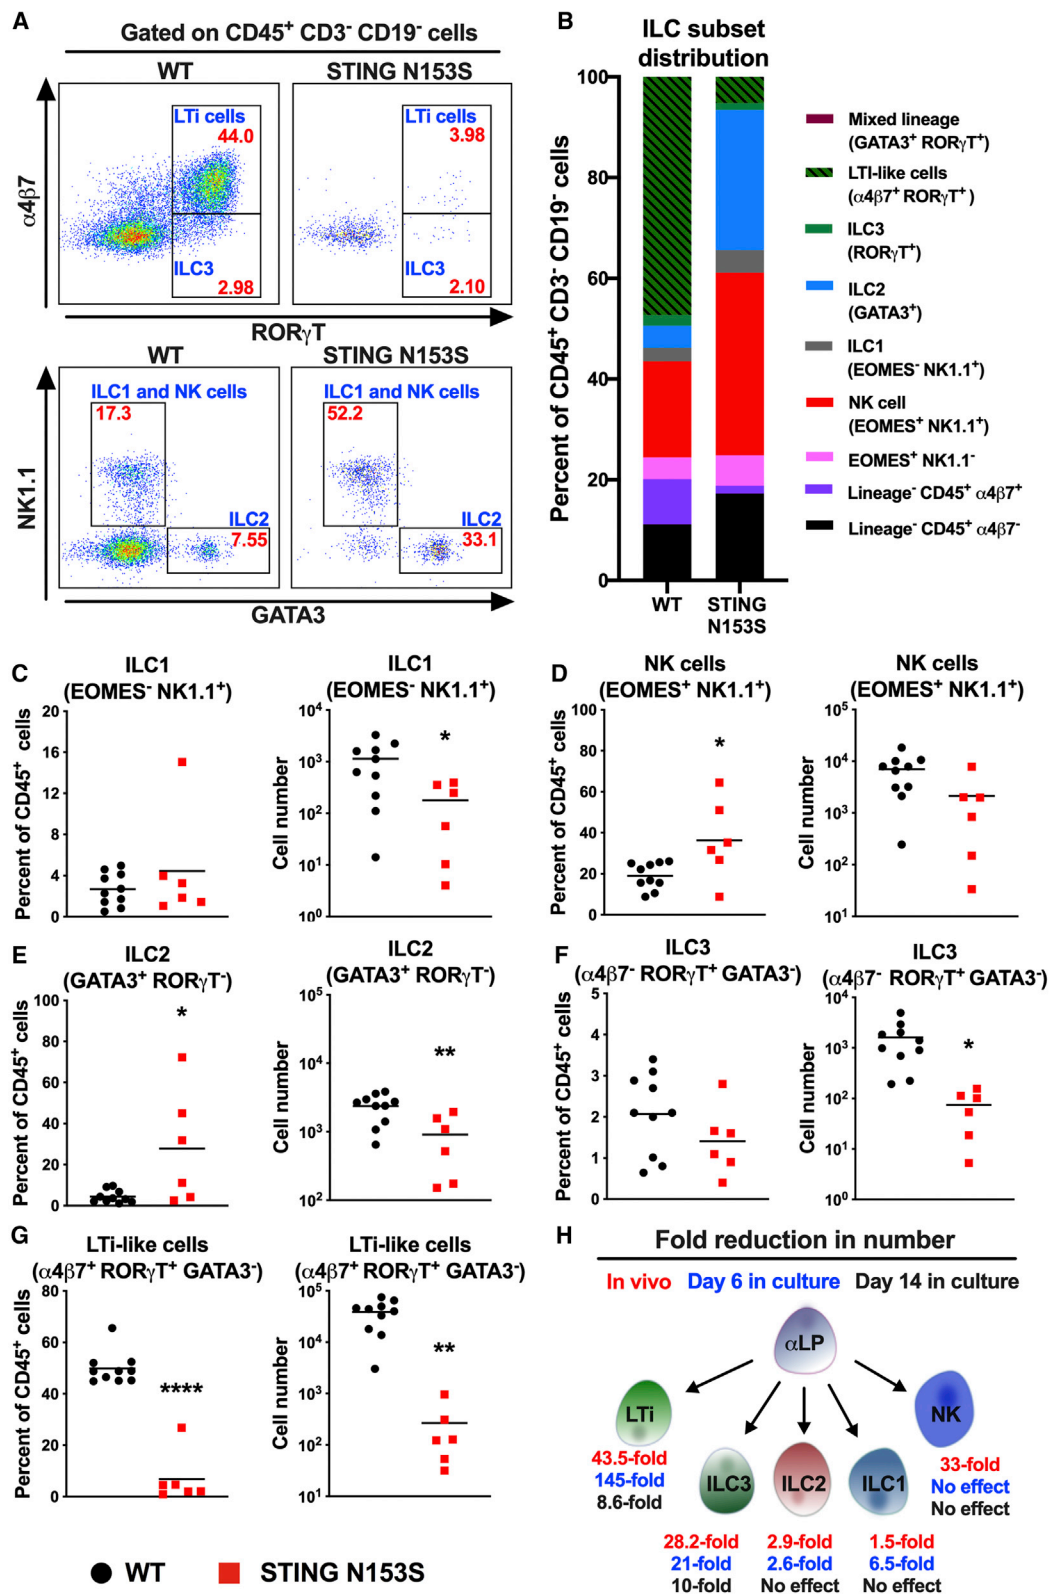 A
Gated on CD45+ CD3- CD19- cells
WT
STING N153S
LTi cells
44.0
LTi cells
3.98
α4β7
ILC3
2.98
ILC3
2.10
RORγT
WT
STING N153S
ILC1 and NK cells
17.3
ILC1 and NK cells
52.2
NK1.1
ILC2
7.55
ILC2
33.1
GATA3
B
ILC subset
distribution
Percent of CD45+ CD3- CD19- cells
100
80
60
40
20
0
WT
STING
N153S
Mixed lineage
(GATA3+ RORγT+)
LTI-like cells
(α4β7+ RORγT+)
ILC3
(RORγT+)
ILC2
(GATA3+)
ILC1
(EOMES- NK1.1+)
NK cell
(EOMES+ NK1.1+)
EOMES+ NK1.1-
Lineage- CD45+ α4β7+
Lineage- CD45+ α4β7-
C
ILC1
(EOMES- NK1.1+)
Percent of CD45+ cells
20
16
12
8
4
0
ILC1
(EOMES- NK1.1+)
Cell number
10^4
10^3
10^2
10^1
10^0
*
D
NK cells
(EOMES+ NK1.1+)
Percent of CD45+ cells
100
80
60
40
20
0
*
NK cells
(EOMES+ NK1.1+)
Cell number
10^5
10^4
10^3
10^2
10^1
E
ILC2
(GATA3+ RORγT-)
Percent of CD45+ cells
100
80
60
40
20
0
*
ILC2
(GATA3+ RORγT-)
Cell number
10^5
10^4
10^3
10^2
**
F
ILC3
(α4β7- RORγT+ GATA3-)
Percent of CD45+ cells
5
4
3
2
1
0
ILC3
(α4β7- RORγT+ GATA3-)
Cell number
10^4
10^3
10^2
10^1
10^0
*
G
LTi-like cells
(α4β7+ RORγT+ GATA3-)
Percent of CD45+ cells
80
60
40
20
0
****
LTi-like cells
(α4β7+ RORγT+ GATA3-)
Cell number
10^5
10^4
10^3
10^2
10^1
**
WT
STING N153S
H
Fold reduction in number
In vivo Day 6 in culture Day 14 in culture
αLP
LTi
43.5-fold
145-fold
8.6-fold
ILC3
28.2-fold
21-fold
10-fold
ILC2
2.9-fold
2.6-fold
No effect
ILC1
1.5-fold
6.5-fold
No effect
NK
33-fold
No effect
No effect